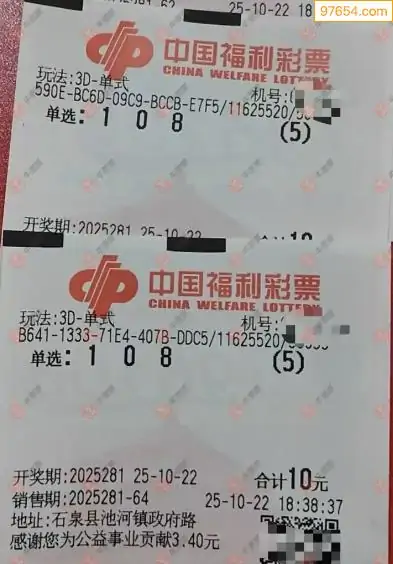 97654.com
2025281-62 25-10-22
中国福利彩票
CHINA WELFARE LOTTERY
玩法:3D-单式 机号:
590E-BC6D-09C9-BCCB-E7F5/11625520/
单选: 1 0 8 (5)
开奖期:2025281 25-10-22 合计10
中国福利彩票
CHINA WELFARE LOTTERY
玩法:3D-单式 机号:
B641-1333-71E4-407B-DDC5/11625520/
单选: 1 0 8 (5)
开奖期:2025281 25-10-22 合计10元
销售期:2025281-64 25-10-22 18:38:37
地址:石泉县池河镇政府路
感谢您为公益事业贡献3.40元